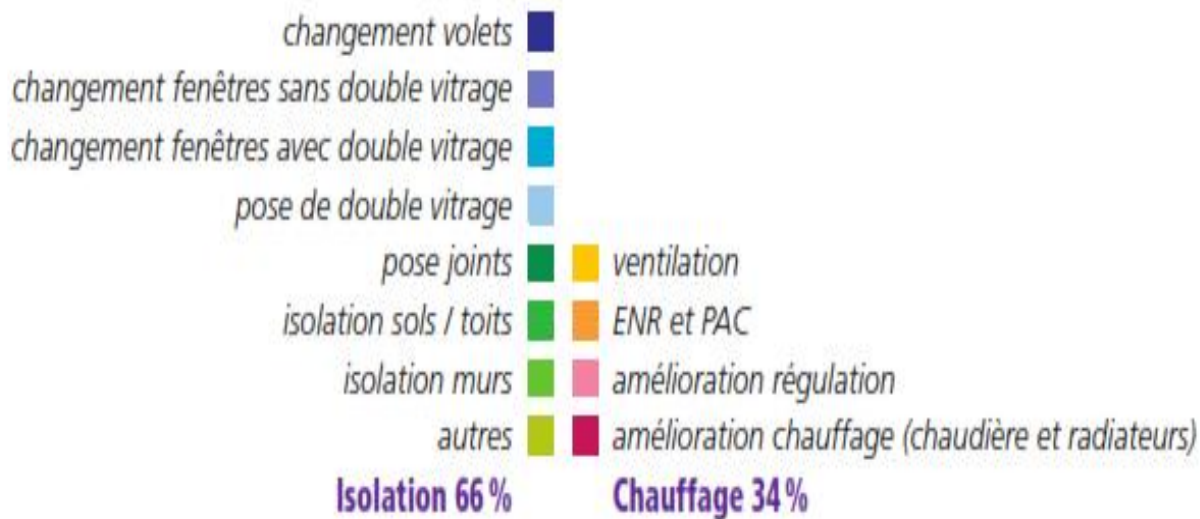 changement volets
changement fenêtres sans double vitrage
changement fenêtres avec double vitrage
pose de double vitrage
pose joints ventilation
isolation sols / toits ENR et PAC
isolation murs amélioration régulation
autres amélioration chauffage (chaudière et radiateurs)
Isolation 66 % Chauffage 34 %